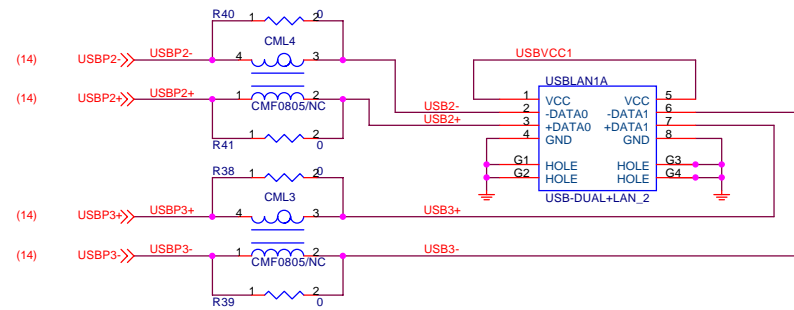 R40
1 2 0
CML4
(14) USBP2- USBP2- 4 3
(14) USBP2+ USBP2+ 1 2
CMF0805/NC
1 2
R41 0
USBVCC1
USBLAN1A
1 VCC VCC 5
USB2- 2 -DATA0 -DATA1 6
USB2+ 3 +DATA0 +DATA1 7
4 GND GND 8
G1 HOLE HOLE G3
G2 HOLE HOLE G4
USB-DUAL+LAN_2
R38
1 2 0
CML3
(14) USBP3+ USBP3+ 4 3 USB3+
(14) USBP3- USBP3- 1 2 USB3-
CMF0805/NC
1 2
R39 0